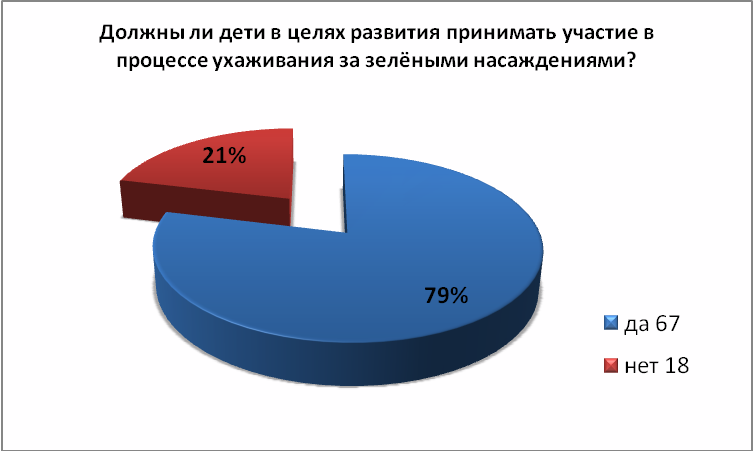 Должны ли дети в целях развития принимать участие в
процессе ухаживания за зелёными насаждениями?
21%
79%
да 67
нет 18